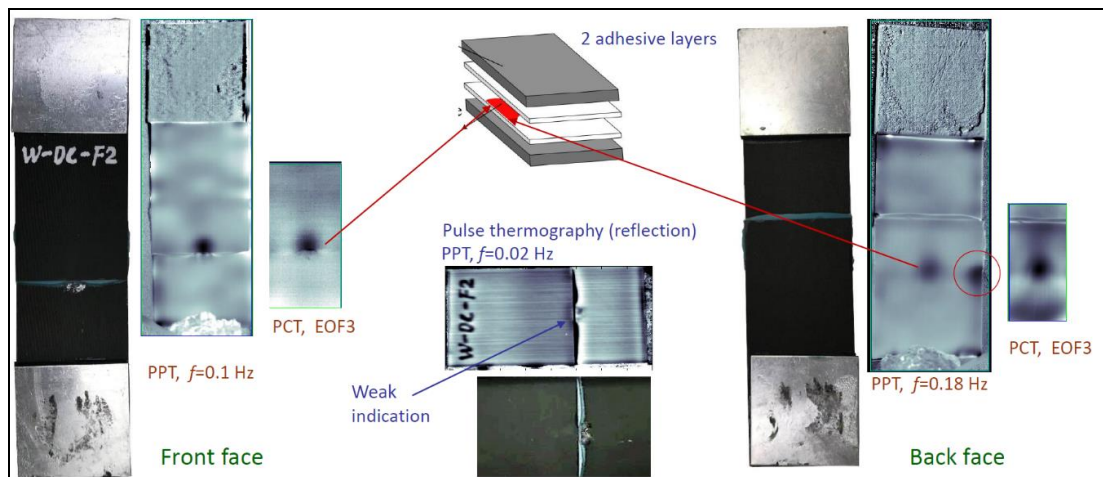 2 adhesive layers
W-DC-F2
PCT, EOF3
PPT, f=0.1 Hz
Front face
Pulse thermography (reflection)
PPT, f=0.02 Hz
W-DC-F2
Weak
indication
PCT, EOF3
PPT, f=0.18 Hz
Back face